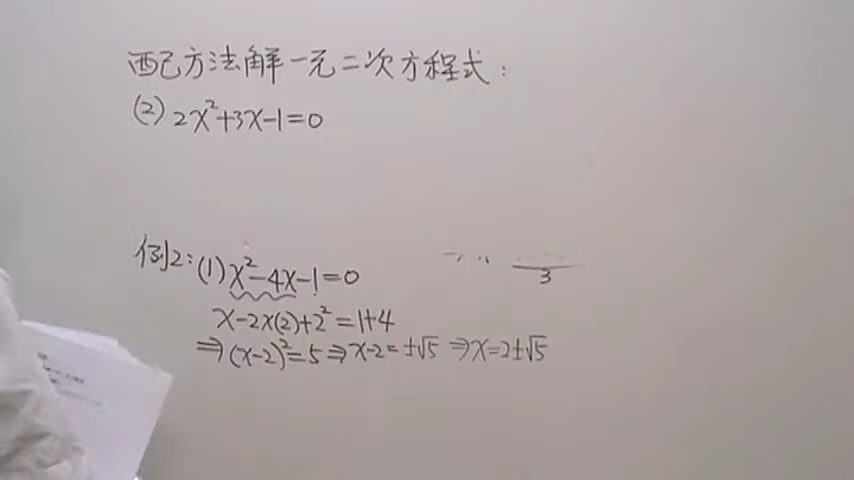 配方法解一元二次方程式：
(2) 2x²+3x-1=0
例2：(1) x²-4x-1=0
3
x-2x(2)+2²=1+4
⇒(x-2)²=5⇒x-2=±√5 ⇒x=2±√5